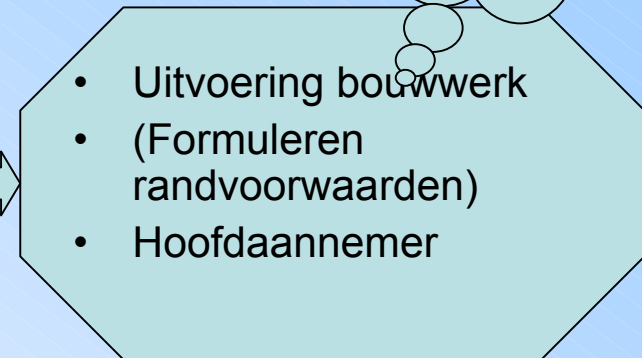 • Uitvoering bouwwerk
• (Formuleren
randvoorwaarden)
• Hoofdaannemer